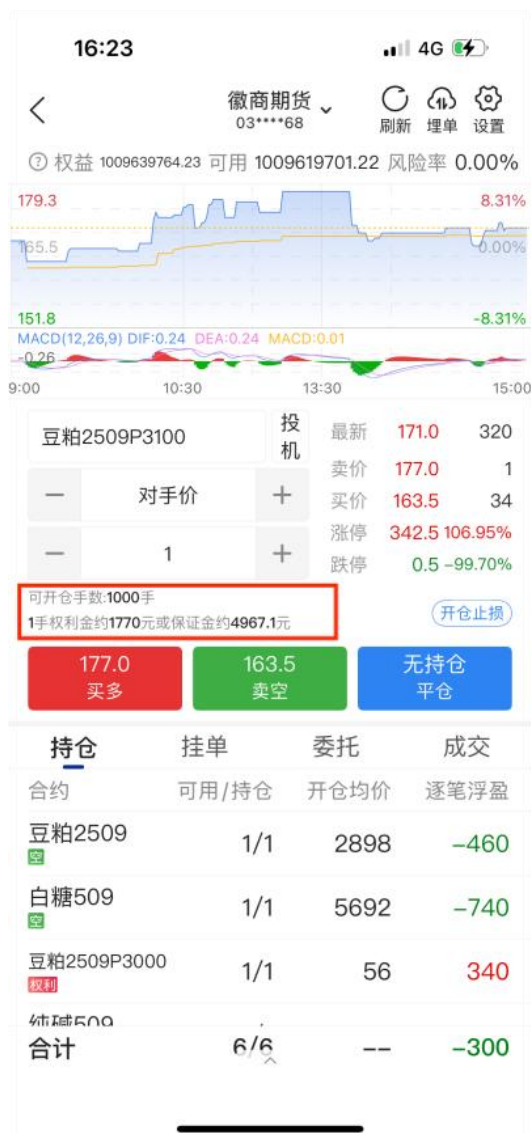 16:23
4G
徽商期货
03****68
刷新 埋单 设置
? 权益 1009639764.23 可用 1009619701.22 风险率 0.00%
179.3 8.31%
165.5 0.00%
151.8 -8.31%
MACD(12,26,9) DIF:0.24 DEA:0.24 MACD:0.01
-0.26
9:00 10:30 13:30 15:00
豆粕2509P3100 投机
最新 171.0 320
卖价 177.0 1
— 对手价 +
买价 163.5 34
涨停 342.5 106.95%
— 1 +
跌停 0.5 -99.70%
可开仓手数:1000手
1手权利金约1770元或保证金约4967.1元
开仓止损
177.0 163.5 无持仓
买多 卖空 平仓
持仓 挂单 委托 成交
合约 可用/持仓 开仓均价 逐笔浮盈
豆粕2509 1/1 2898 -460
空
白糖509 1/1 5692 -740
空
豆粕2509P3000 1/1 56 340
权利
纯碱509
合计 6/6 -- -300